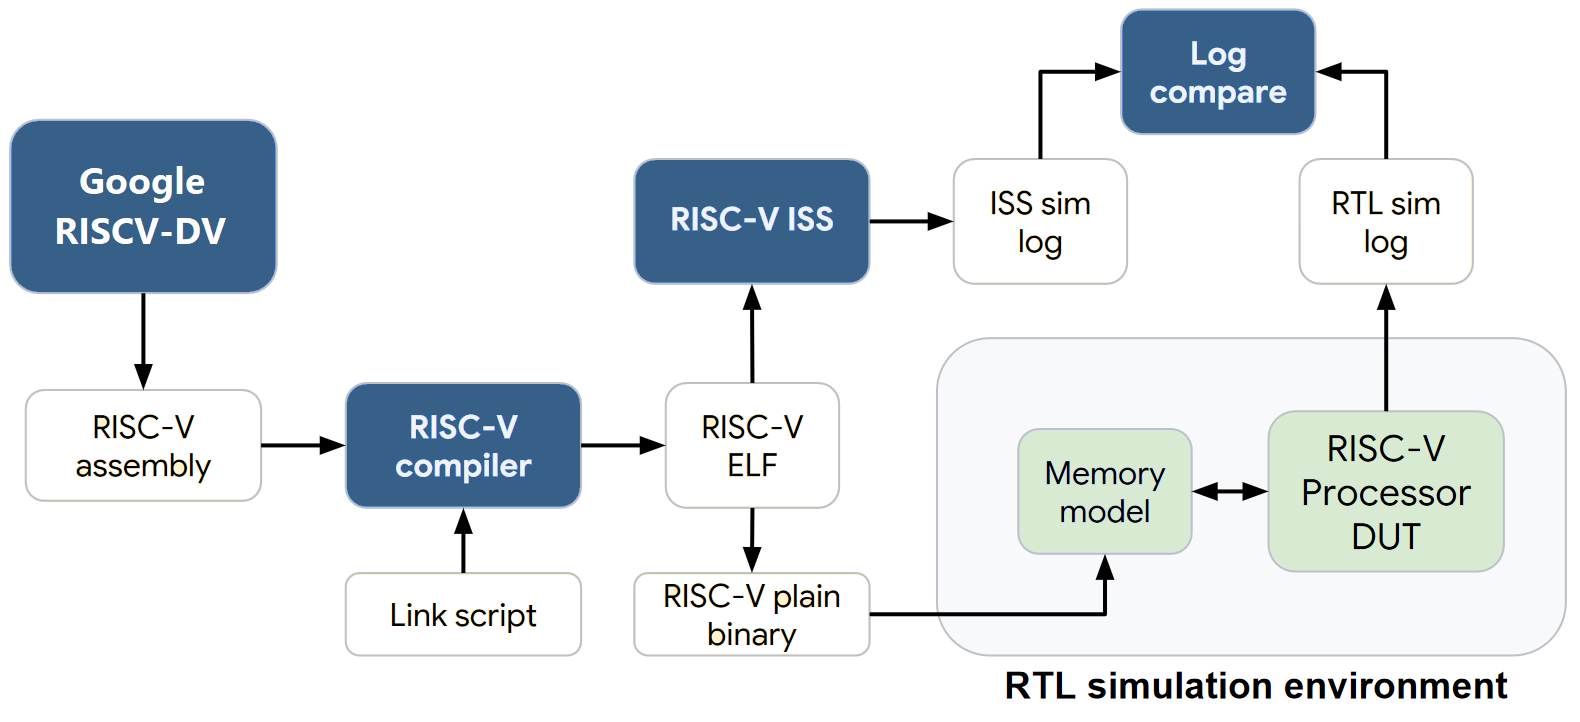 Log
compare
Google
RISCV-DV
RISC-V ISS
ISS sim
log
RTL sim
log
RISC-V
assembly
RISC-V
compiler
RISC-V
ELF
Memory
model
RISC-V
Processor
DUT
Link script
RISC-V plain
binary
RTL simulation environment